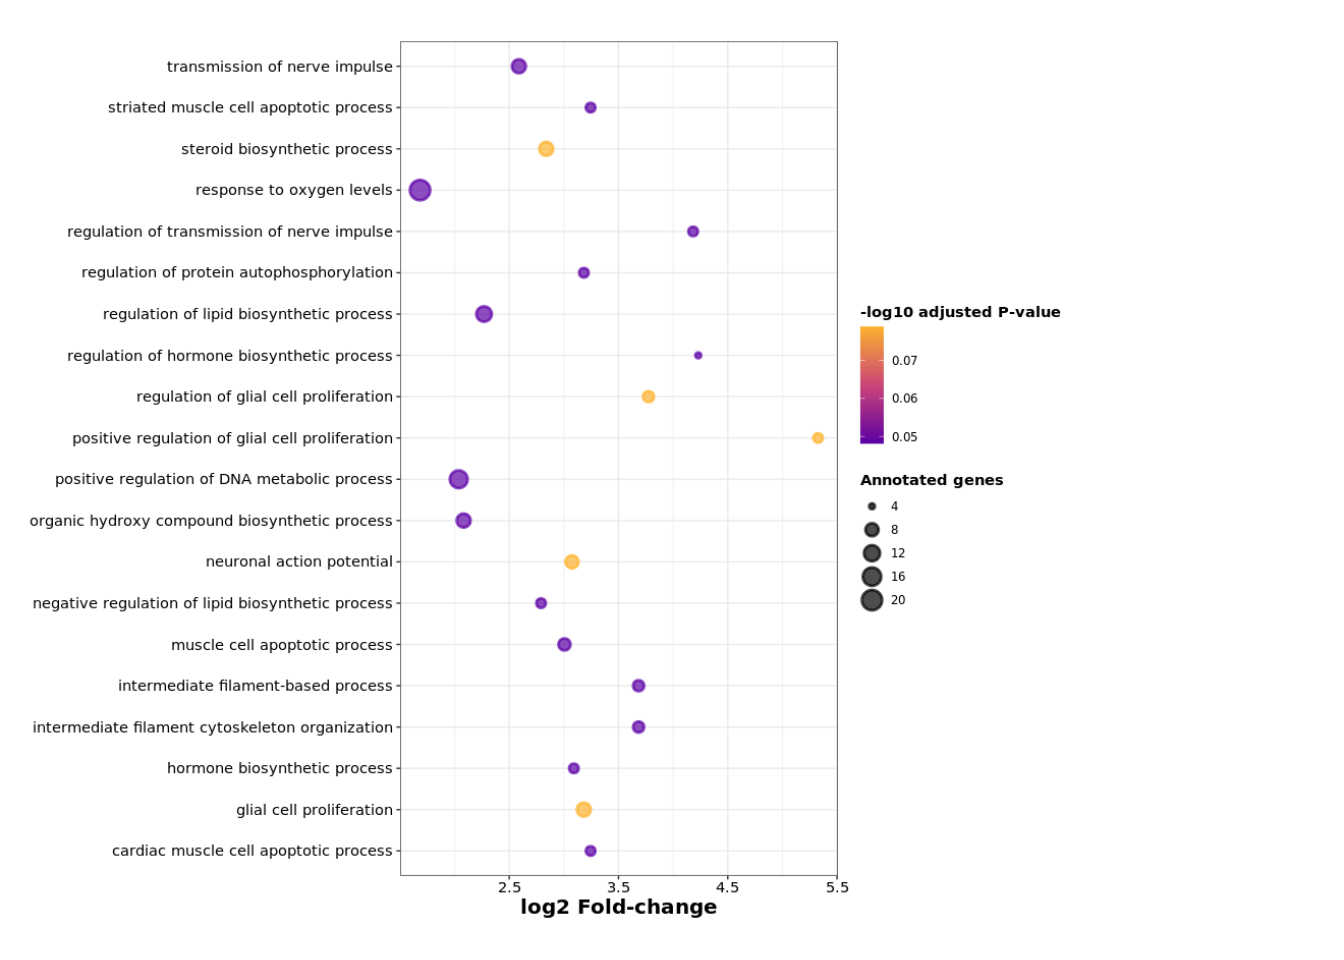 transmission of nerve impulse
striated muscle cell apoptotic process
steroid biosynthetic process
response to oxygen levels
regulation of transmission of nerve impulse
regulation of protein autophosphorylation
regulation of lipid biosynthetic process
regulation of hormone biosynthetic process
regulation of glial cell proliferation
positive regulation of glial cell proliferation
positive regulation of DNA metabolic process
organic hydroxy compound biosynthetic process
neuronal action potential
negative regulation of lipid biosynthetic process
muscle cell apoptotic process
intermediate filament-based process
intermediate filament cytoskeleton organization
hormone biosynthetic process
glial cell proliferation
cardiac muscle cell apoptotic process
2.5 3.5 4.5 5.5
log2 Fold-change
-log10 adjusted P-value
0.07
0.06
0.05
Annotated genes
4
8
12
16
20